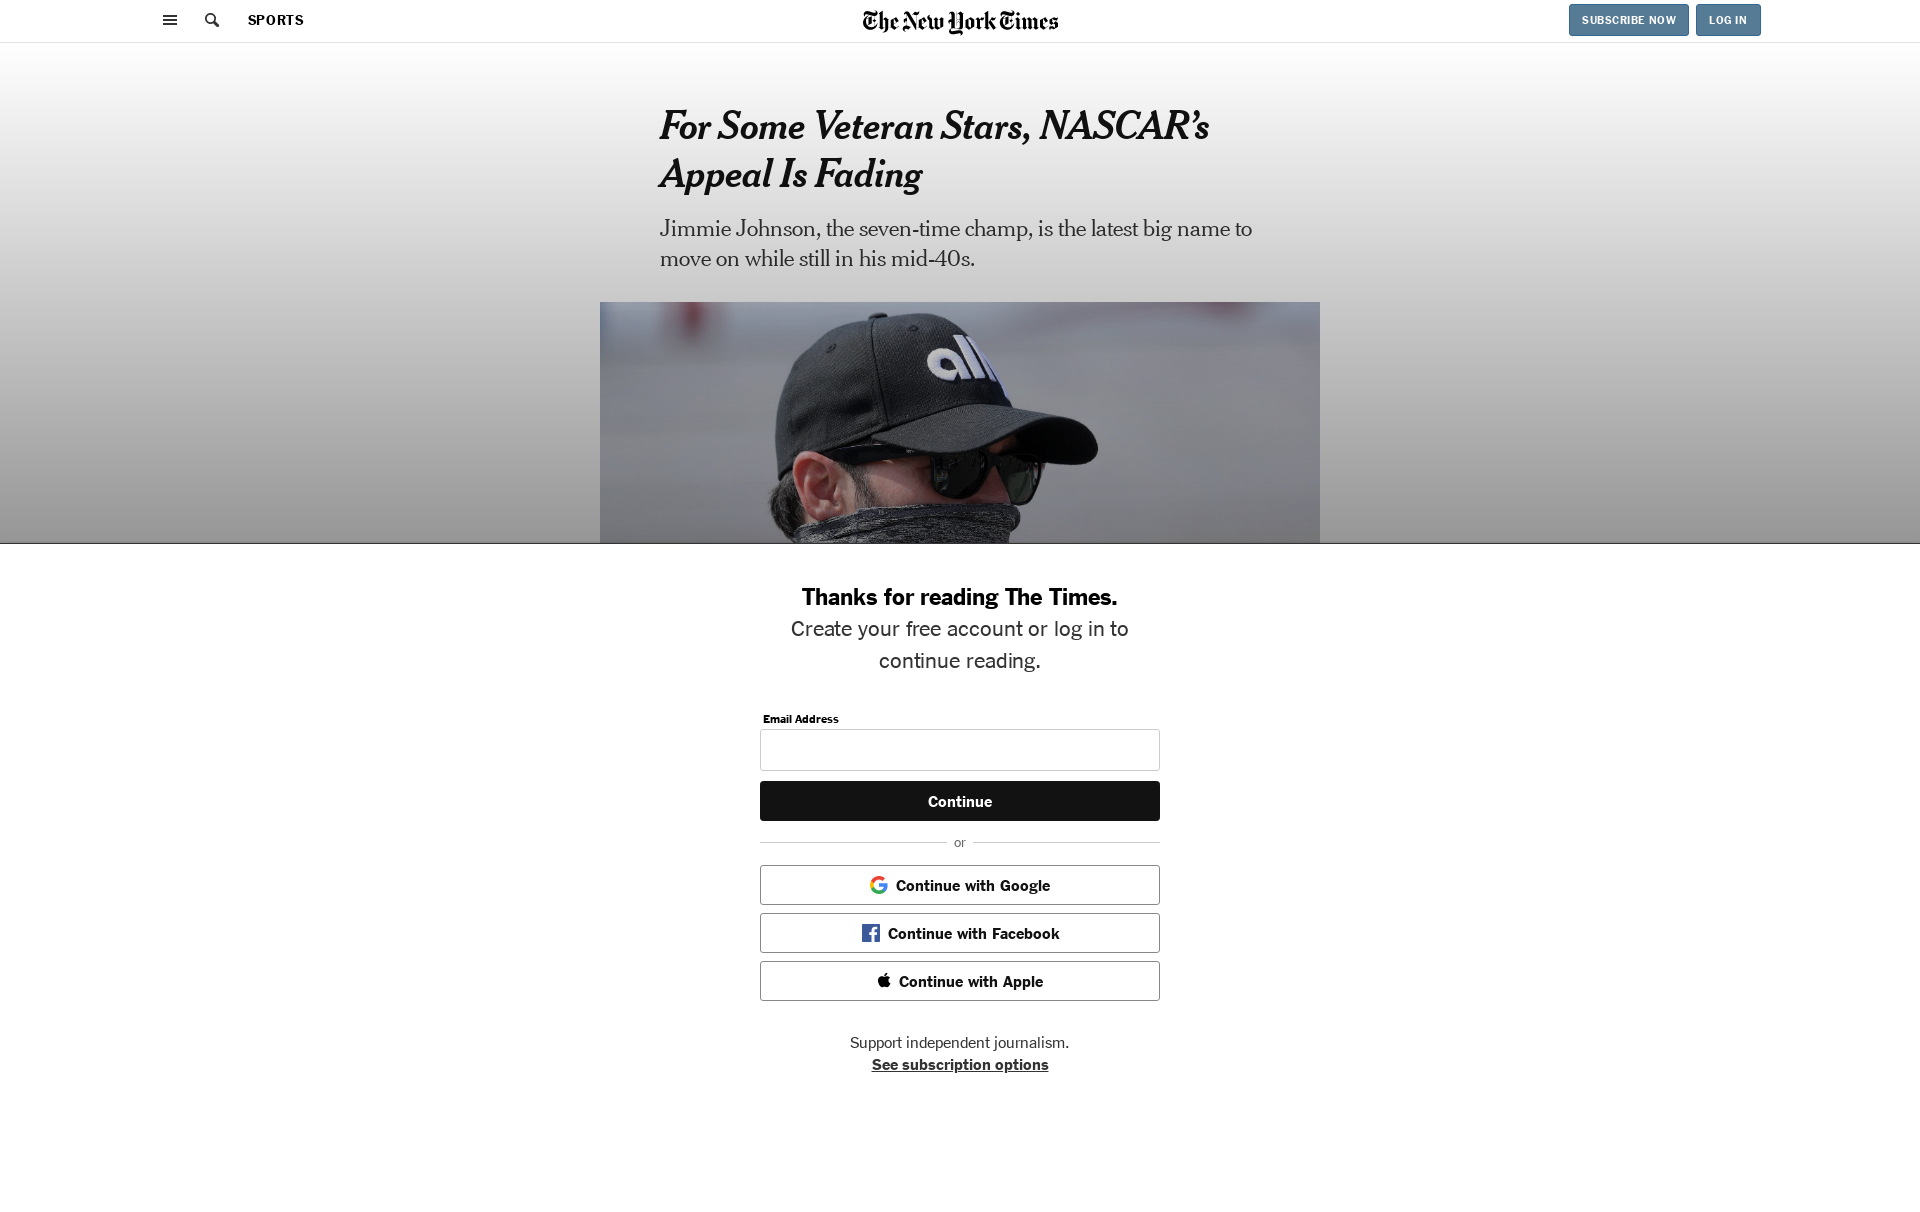 SPORTS
The New York Times
SUBSCRIBE NOW
LOG IN
For Some Veteran Stars, NASCAR’s
Appeal Is Fading
Jimmie Johnson, the seven-time champ, is the latest big name to
move on while still in his mid-40s.
ally
Thanks for reading The Times.
Create your free account or log in to
continue reading.
Email Address
Continue
or
Continue with Google
Continue with Facebook
Continue with Apple
Support independent journalism.
See subscription options